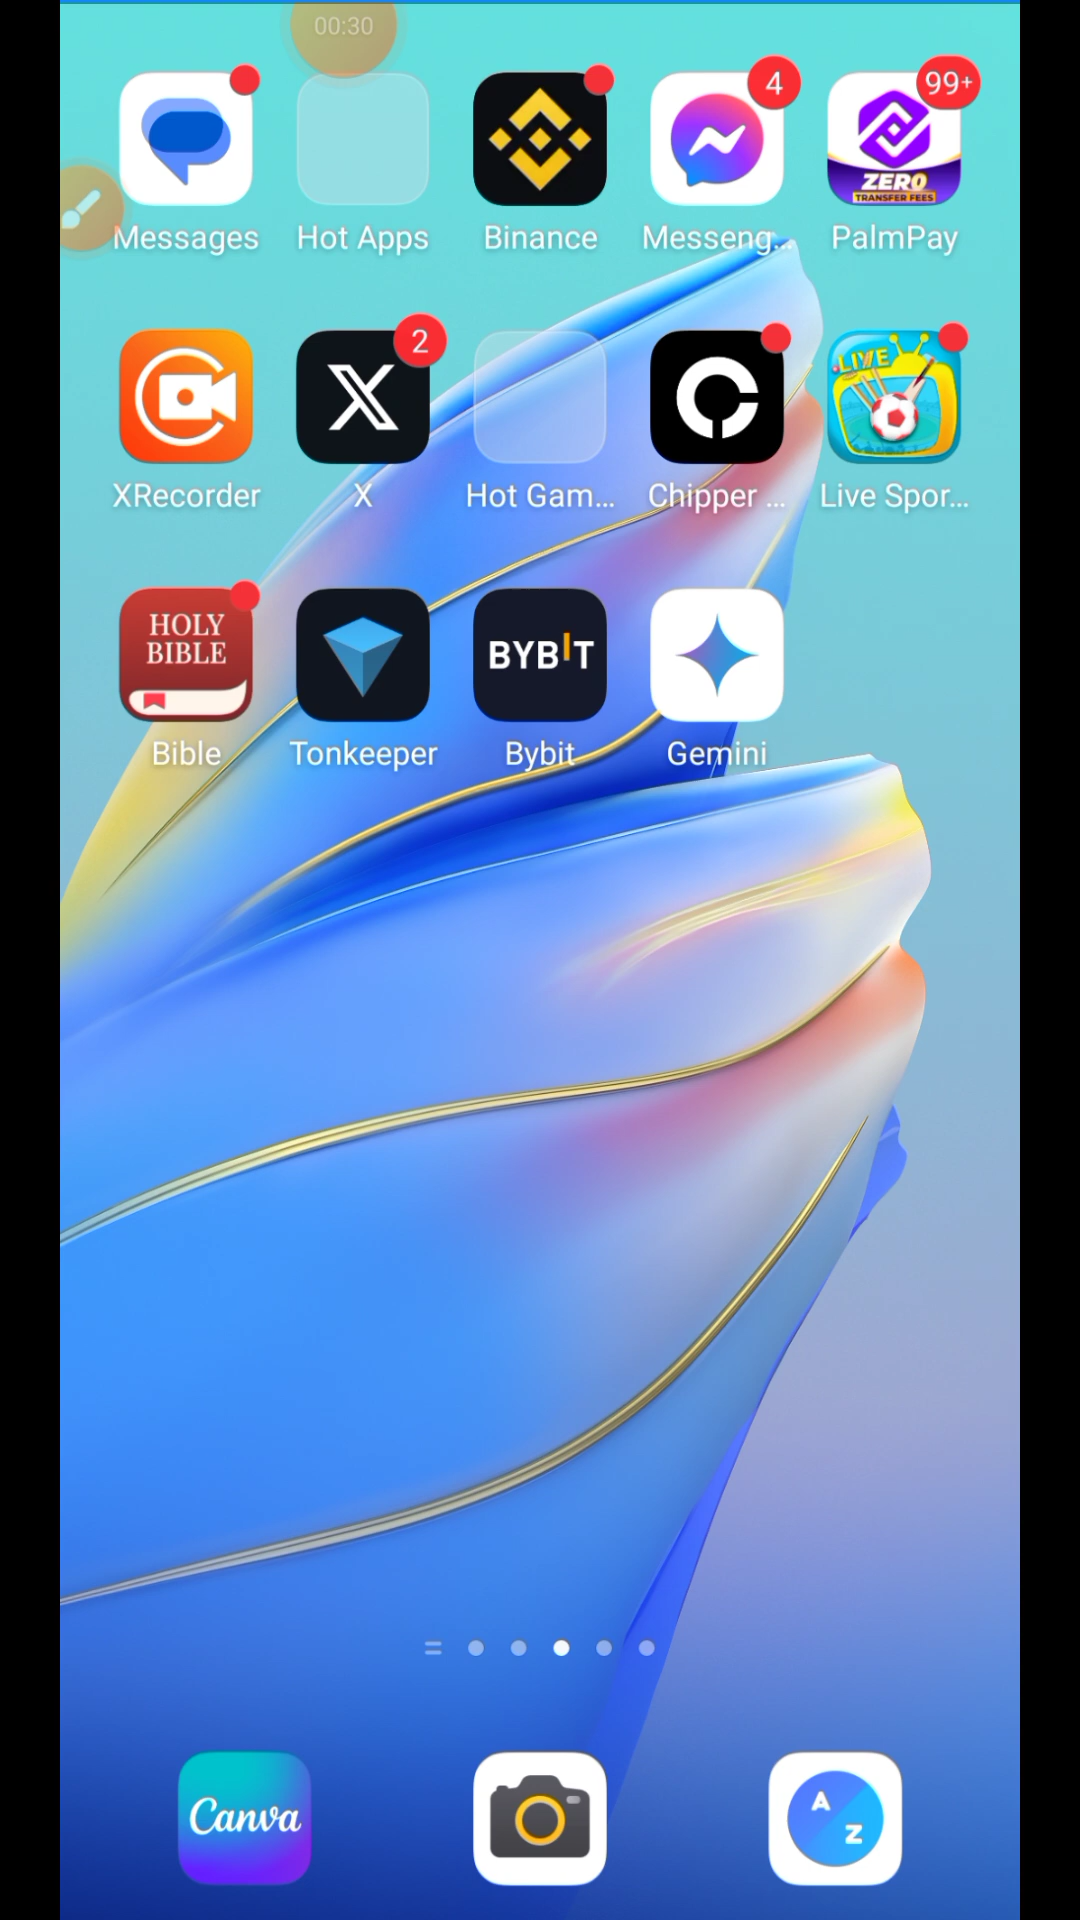 00:30
4
99+
ZERO
TRANSFER FEES
Messages
Hot Apps
Binance
Messeng...
PalmPay
2
LIVE
XRecorder
X
Hot Gam...
Chipper ...
Live Spor...
HOLY
BIBLE
BYBIT
Bible
Tonkeeper
Bybit
Gemini
Canva
A
Z